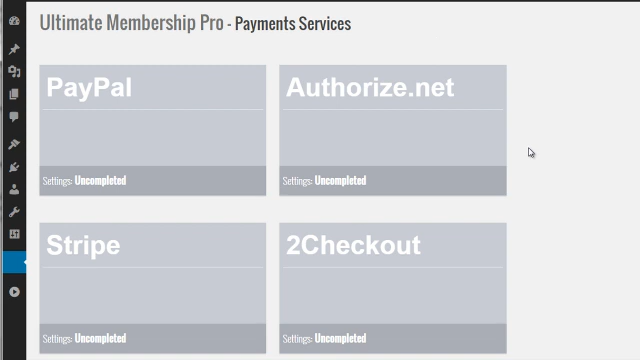 Ultimate Membership Pro - Payments Services
PayPal
Authorize.net
Settings: Uncompleted
Settings: Uncompleted
Stripe
2Checkout
Settings: Uncompleted
Settings: Uncompleted